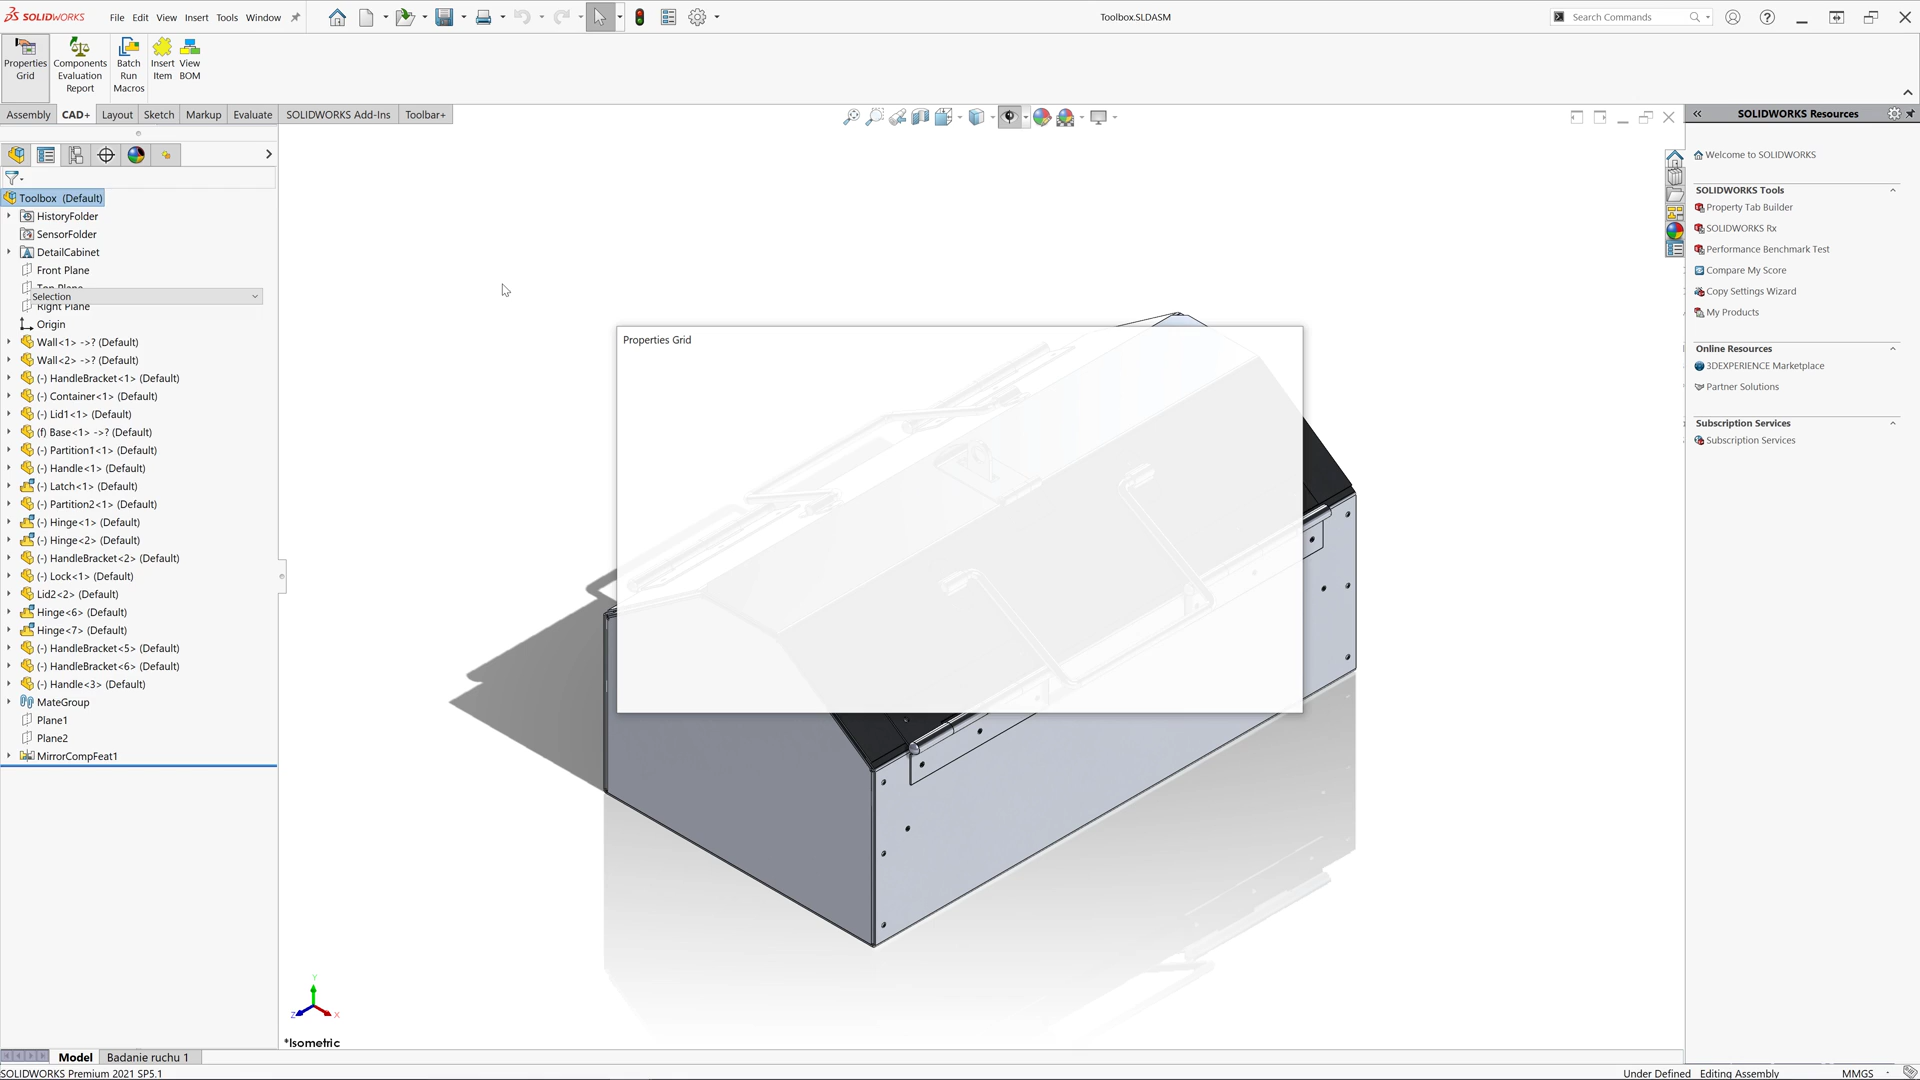 SOLIDWORKS
File Edit View Insert Tools Window
Toolbox.SLDASM
Search Commands
Properties Grid
Components Evaluation Report
Batch Run Macros
Insert Item
View BOM
Assembly CAD+ Layout Sketch Markup Evaluate SOLIDWORKS Add-Ins Toolbar+
Toolbox (Default)
HistoryFolder
SensorFolder
DetailCabinet
Front Plane
Top Plane
Selection
Right Plane
Origin
Wall<1> ->? (Default)
Wall<2> ->? (Default)
(-) HandleBracket<1> (Default)
(-) Container<1> (Default)
(-) Lid1<1> (Default)
(f) Base<1> ->? (Default)
(-) Partition1<1> (Default)
(-) Handle<1> (Default)
(-) Latch<1> (Default)
(-) Partition2<1> (Default)
(-) Hinge<1> (Default)
(-) Hinge<2> (Default)
(-) HandleBracket<2> (Default)
(-) Lock<1> (Default)
Lid2<2> (Default)
Hinge<6> (Default)
Hinge<7> (Default)
(-) HandleBracket<5> (Default)
(-) HandleBracket<6> (Default)
(-) Handle<3> (Default)
MateGroup
Plane1
Plane2
MirrorCompFeat1
Properties Grid
Y
Z
X
*Isometric
SOLIDWORKS Resources
Welcome to SOLIDWORKS
SOLIDWORKS Tools
Property Tab Builder
SOLIDWORKS Rx
Performance Benchmark Test
Compare My Score
Copy Settings Wizard
My Products
Online Resources
3DEXPERIENCE Marketplace
Partner Solutions
Subscription Services
Subscription Services
Model Badanie ruchu 1
SOLIDWORKS Premium 2021 SP5.1
Under Defined Editing Assembly MMGS